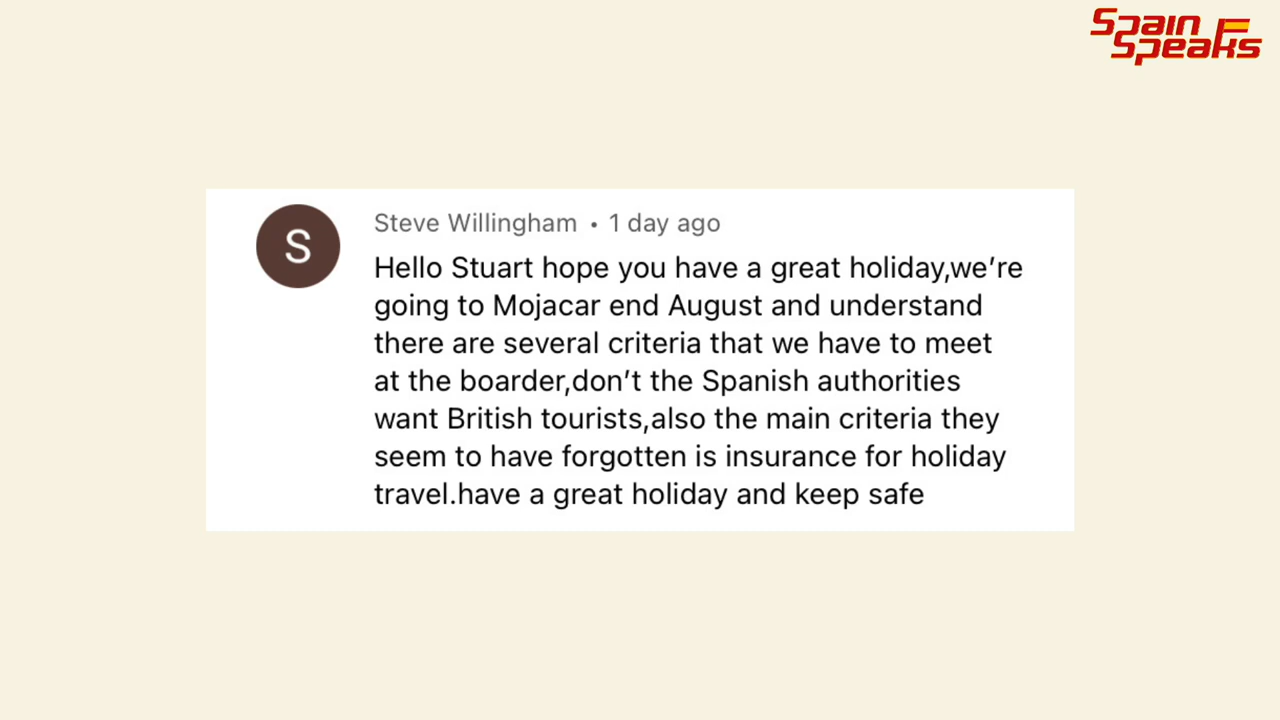 Spain
Speaks
S
Steve Willingham • 1 day ago
Hello Stuart hope you have a great holiday,we’re
going to Mojacar end August and understand
there are several criteria that we have to meet
at the boarder,don’t the Spanish authorities
want British tourists,also the main criteria they
seem to have forgotten is insurance for holiday
travel.have a great holiday and keep safe